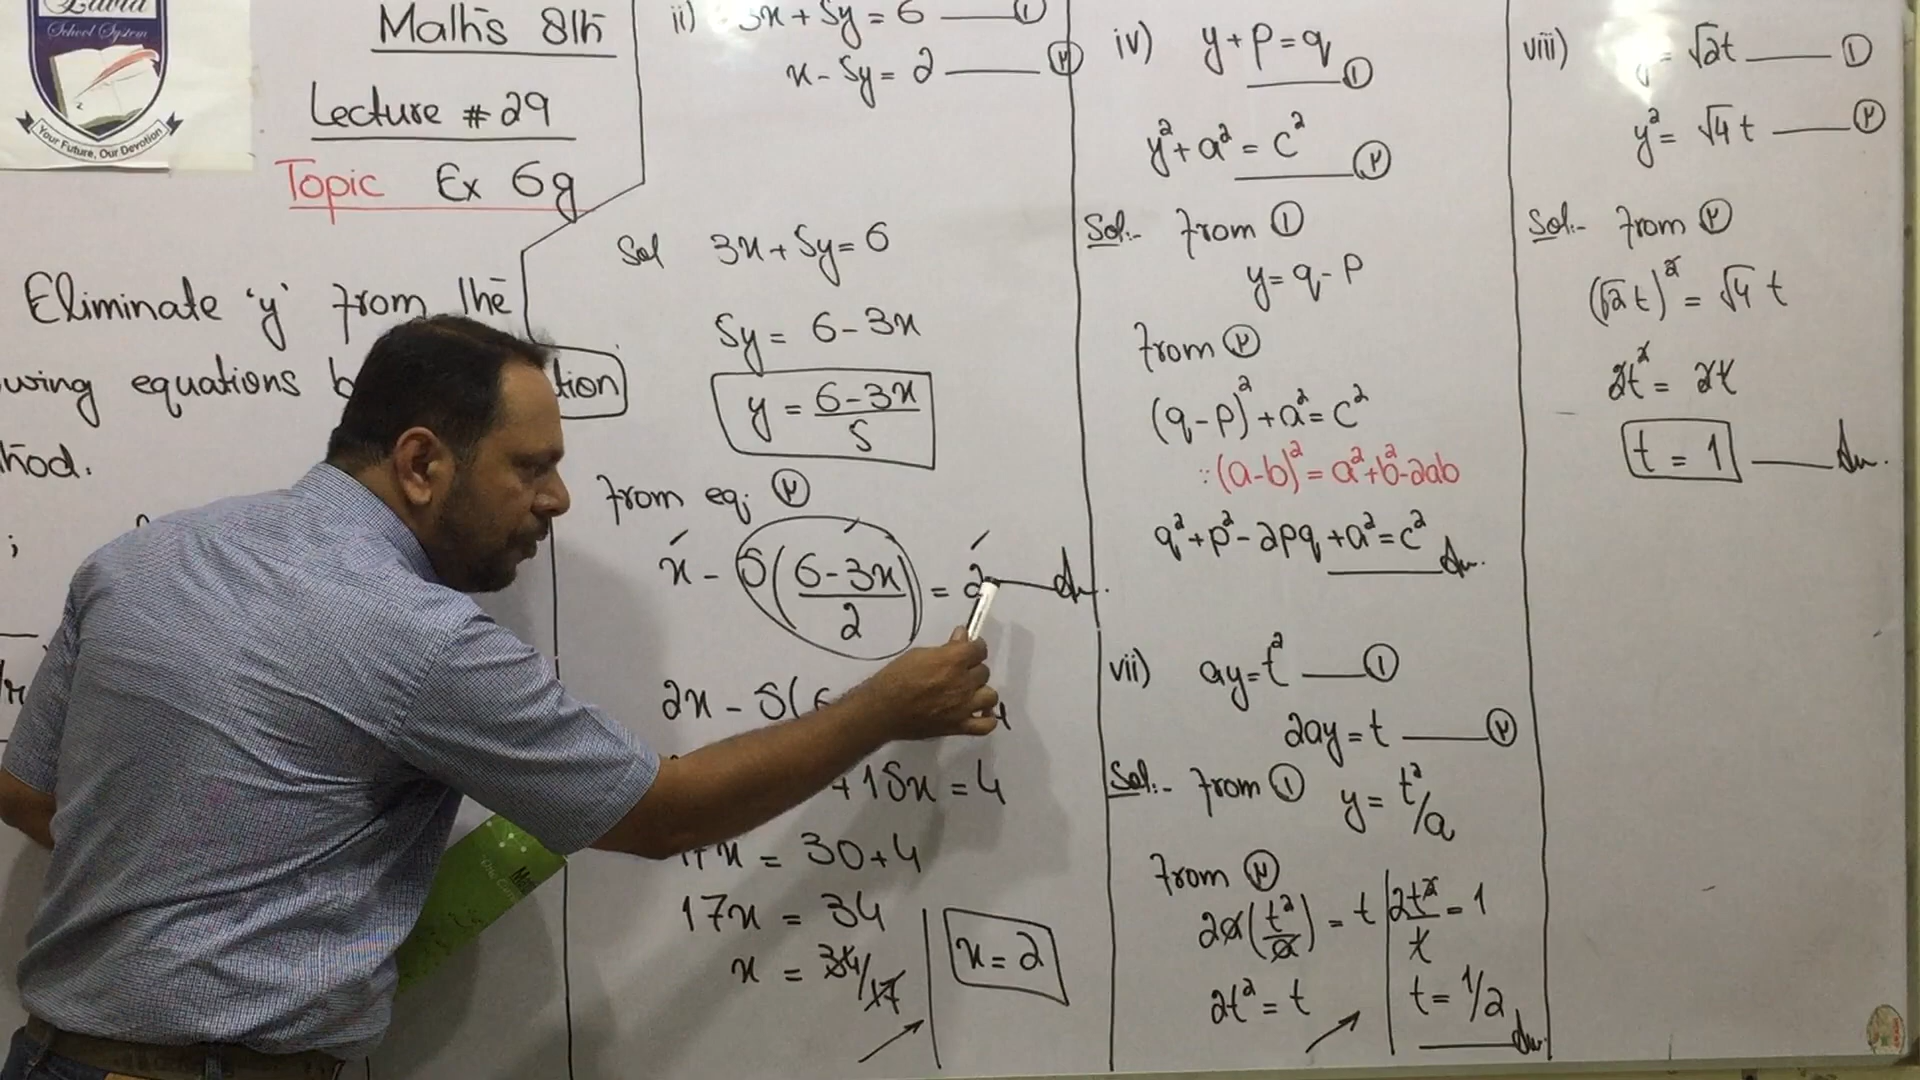 School System
Your Future, Our Devotion
Maths 8th
Lecture # 29
Topic Ex 6g
Eliminate 'y' from the
equations
tion
;
ii) 3x + 5y = 6 ——— ①
x - 5y = 2 ——— ②
Sol 3x + 5y = 6
5y = 6 - 3x
y = (6 - 3x)/5
From eq. ②
x - 5((6 - 3x)/2) = 2 ——— Ans.
2x - 5(6
+ 15x = 4
17x = 30 + 4
17x = 34
x = 34/17
x = 2
iv) y + p = q ——— ①
y² + a² = c² ——— ②
Sol:- From ①
y = q - p
From ②
(q - p)² + a² = c²
∵ (a - b)² = a² + b² - 2ab
q² + p² - 2pq + a² = c² ——— Ans.
vii) ay = t² ——— ①
2ay = t ——— ②
Sol:- From ① y = t²/a
From ②
2a(t²/a) = t
2t² = t
2t²/t = 1
t = 1/2
Ans.
viii) y = √2t ——— ①
y² = √4 t ——— ②
Sol:- From ②
(√2 t)² = √4 t
2t² = 2t
t = 1 ——— Ans.